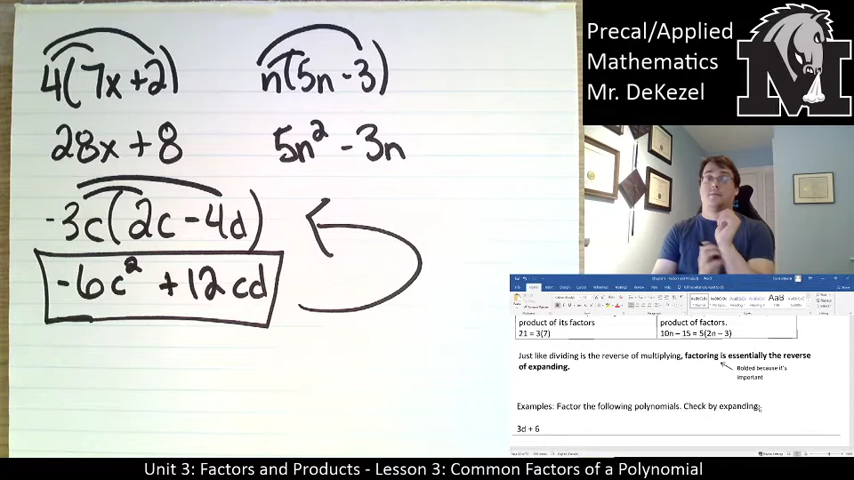 4(7x+2)
n(5n-3)
28x+8
5n² - 3n
-3c(2c-4d)
-6c² + 12cd
Precal/Applied
Mathematics
Mr. DeKezel
M
product of its factors
21 = 3(7)
product of factors.
10n – 15 = 5(2n – 3)
Just like dividing is the reverse of multiplying, factoring is essentially the reverse
of expanding.
Bolded because it's
important
Examples: Factor the following polynomials. Check by expanding.
3d + 6
Unit 3: Factors and Products - Lesson 3: Common Factors of a Polynomial